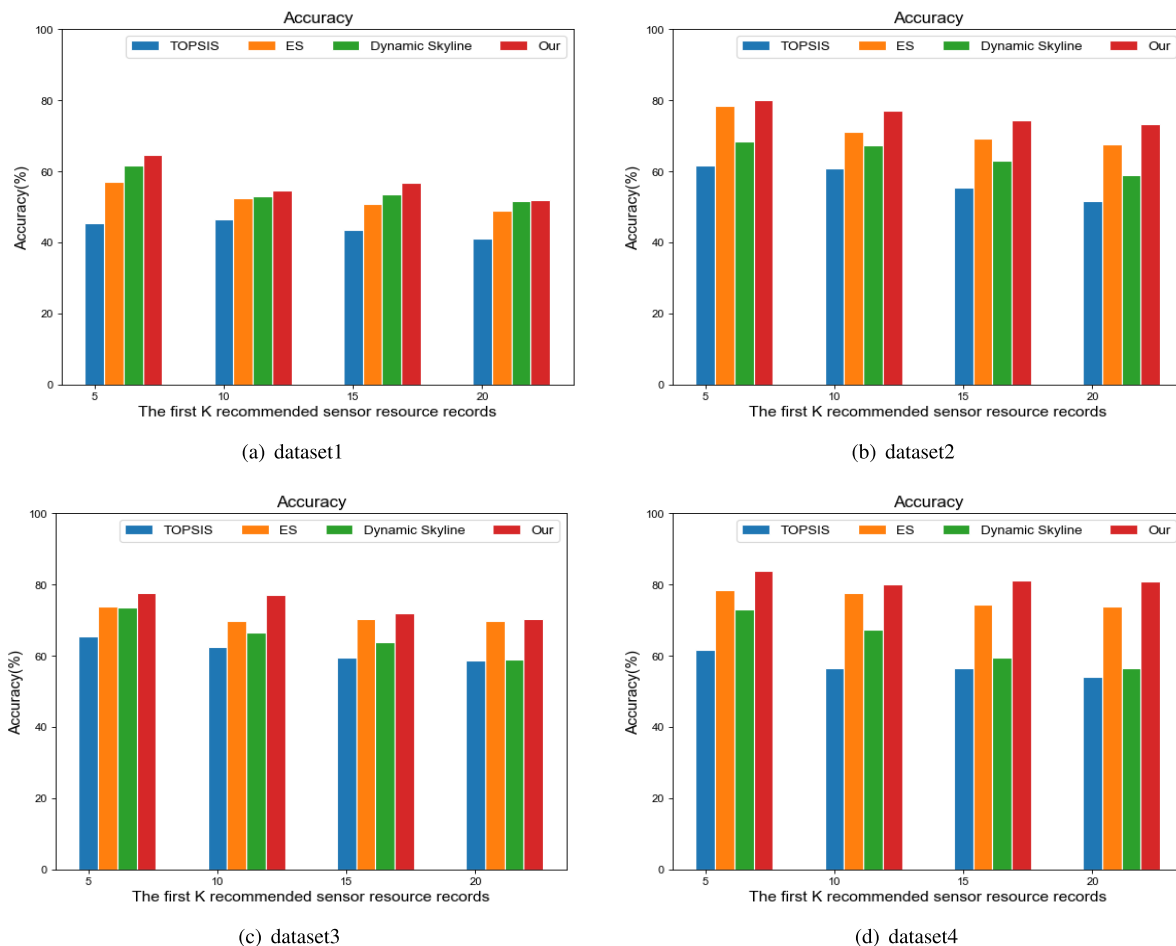 Accuracy
TOPSIS ES Dynamic Skyline Our
100
80
60
40
20
0
Accuracy(%)
5 10 15 20
The first K recommended sensor resource records
(a) dataset1
Accuracy
TOPSIS ES Dynamic Skyline Our
100
80
60
40
20
0
Accuracy(%)
5 10 15 20
The first K recommended sensor resource records
(b) dataset2
Accuracy
TOPSIS ES Dynamic Skyline Our
100
80
60
40
20
0
Accuracy(%)
5 10 15 20
The first K recommended sensor resource records
(c) dataset3
Accuracy
TOPSIS ES Dynamic Skyline Our
100
80
60
40
20
0
Accuracy(%)
5 10 15 20
The first K recommended sensor resource records
(d) dataset4